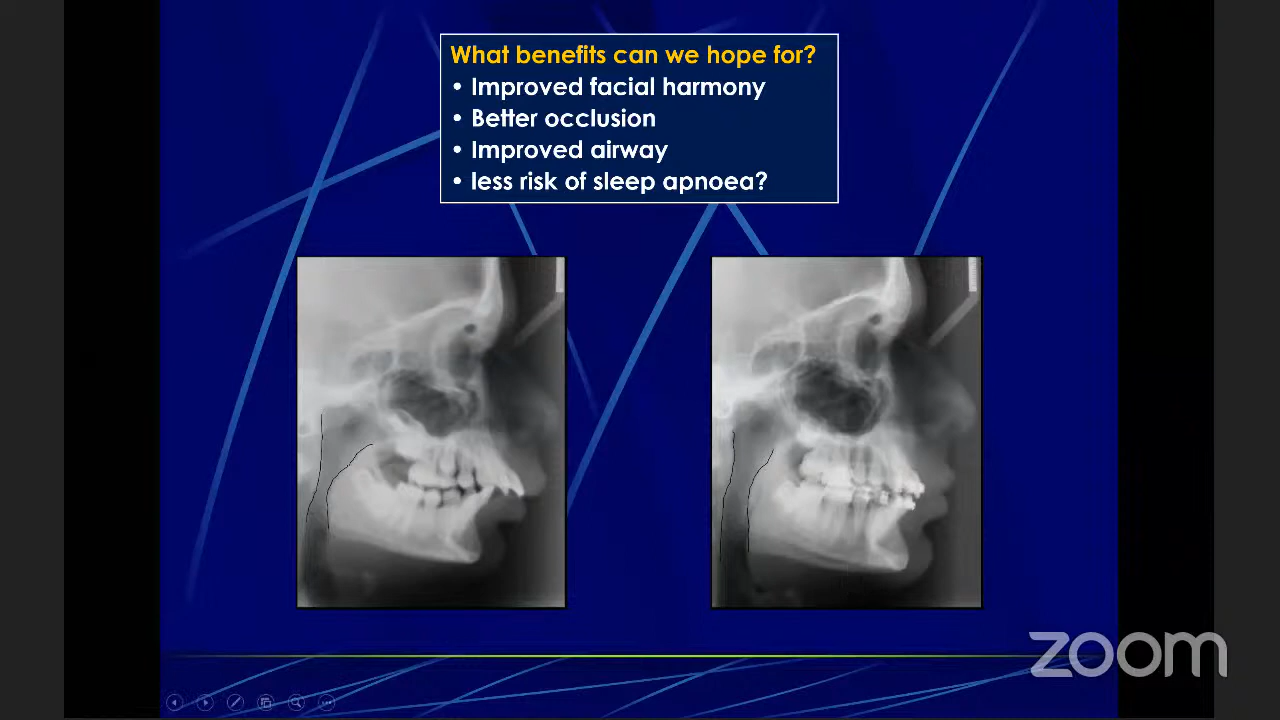 What benefits can we hope for?
• Improved facial harmony
• Better occlusion
• Improved airway
• less risk of sleep apnoea?
zoom